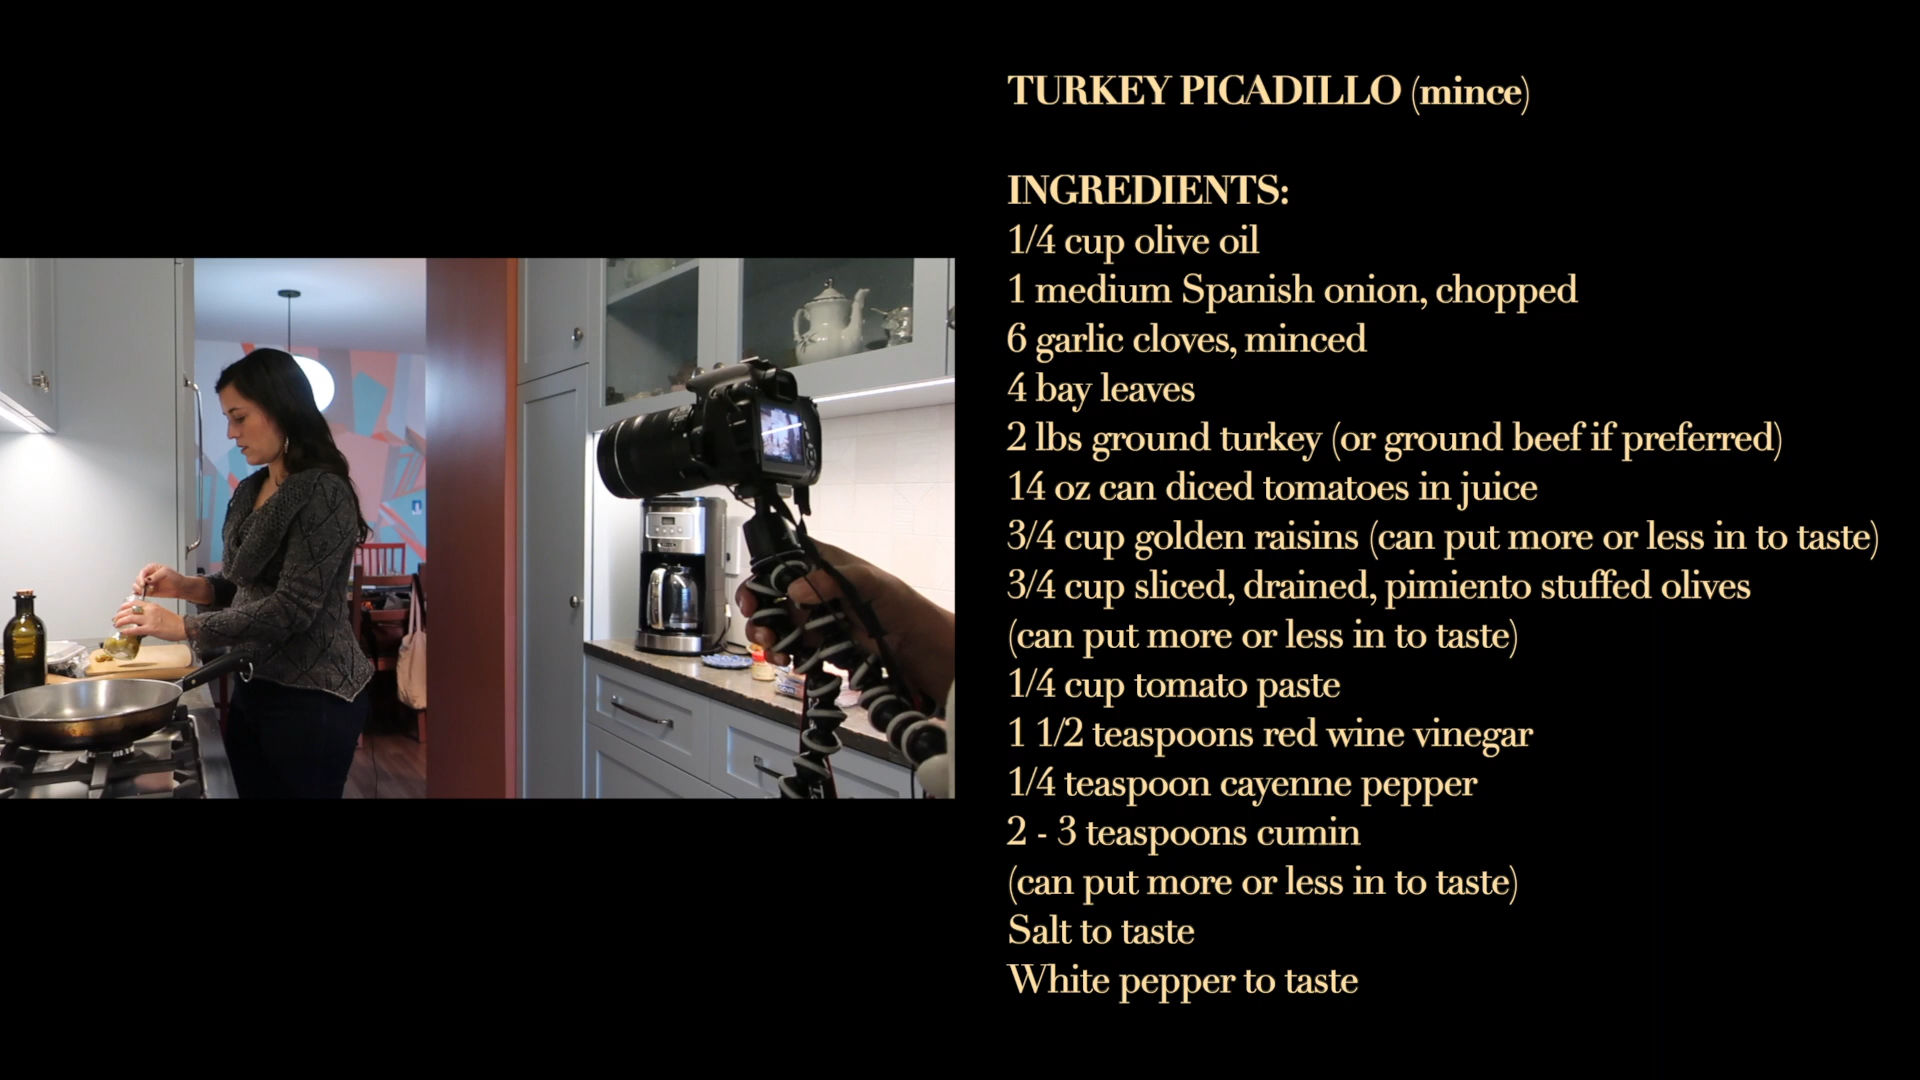 TURKEY PICADILLO (mince)
INGREDIENTS:
1/4 cup olive oil
1 medium Spanish onion, chopped
6 garlic cloves, minced
4 bay leaves
2 lbs ground turkey (or ground beef if preferred)
14 oz can diced tomatoes in juice
3/4 cup golden raisins (can put more or less in to taste)
3/4 cup sliced, drained, pimiento stuffed olives
(can put more or less in to taste)
1/4 cup tomato paste
1 1/2 teaspoons red wine vinegar
1/4 teaspoon cayenne pepper
2 - 3 teaspoons cumin
(can put more or less in to taste)
Salt to taste
White pepper to taste